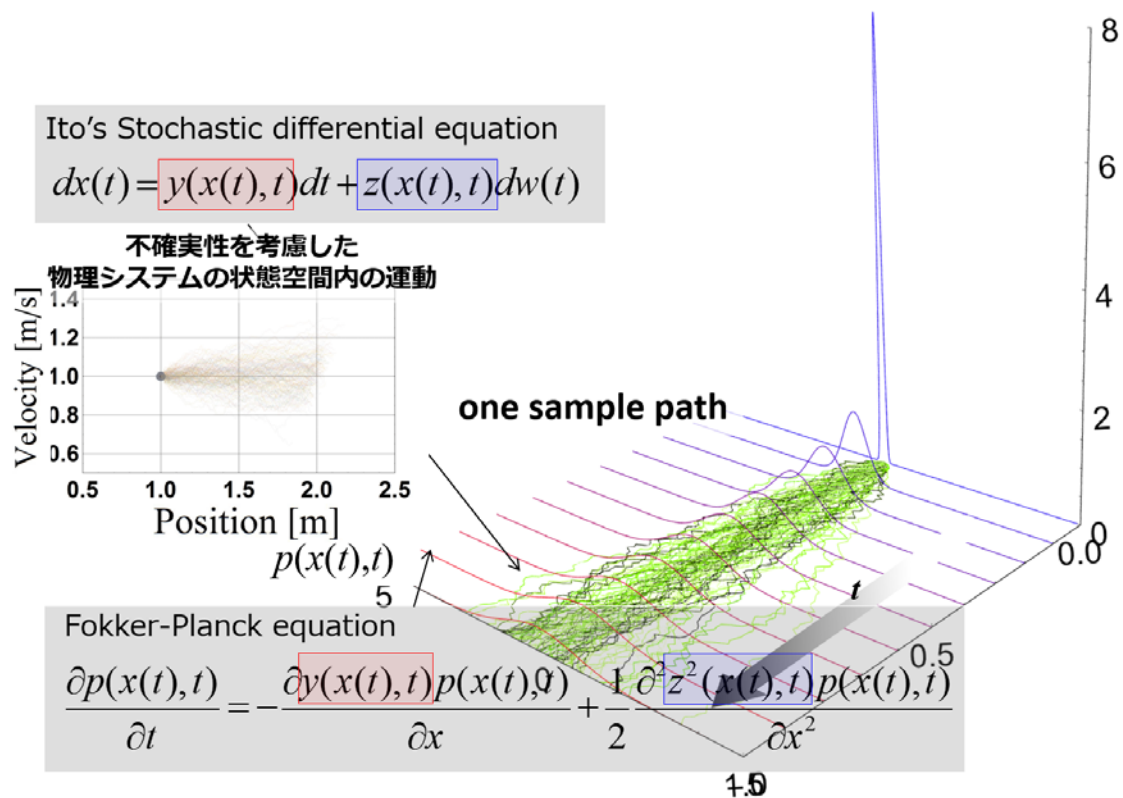 Ito's Stochastic differential equation
dx(t) = y(x(t), t)dt + z(x(t), t)dw(t)
不確実性を考慮した
物理システムの状態空間内の運動
Velocity [m/s]
1.4
1.2
1.0
0.8
0.6
0.5 1.0 1.5 2.0 2.5
Position [m]
one sample path
8
6
4
2
0
0.0
0.5
t
p(x(t),t)
5
0
Fokker-Planck equation
∂p(x(t), t)/∂t = −∂y(x(t), t)p(x(t), t)/∂x + 1/2 ∂²z²(x(t), t)p(x(t), t)/∂x²